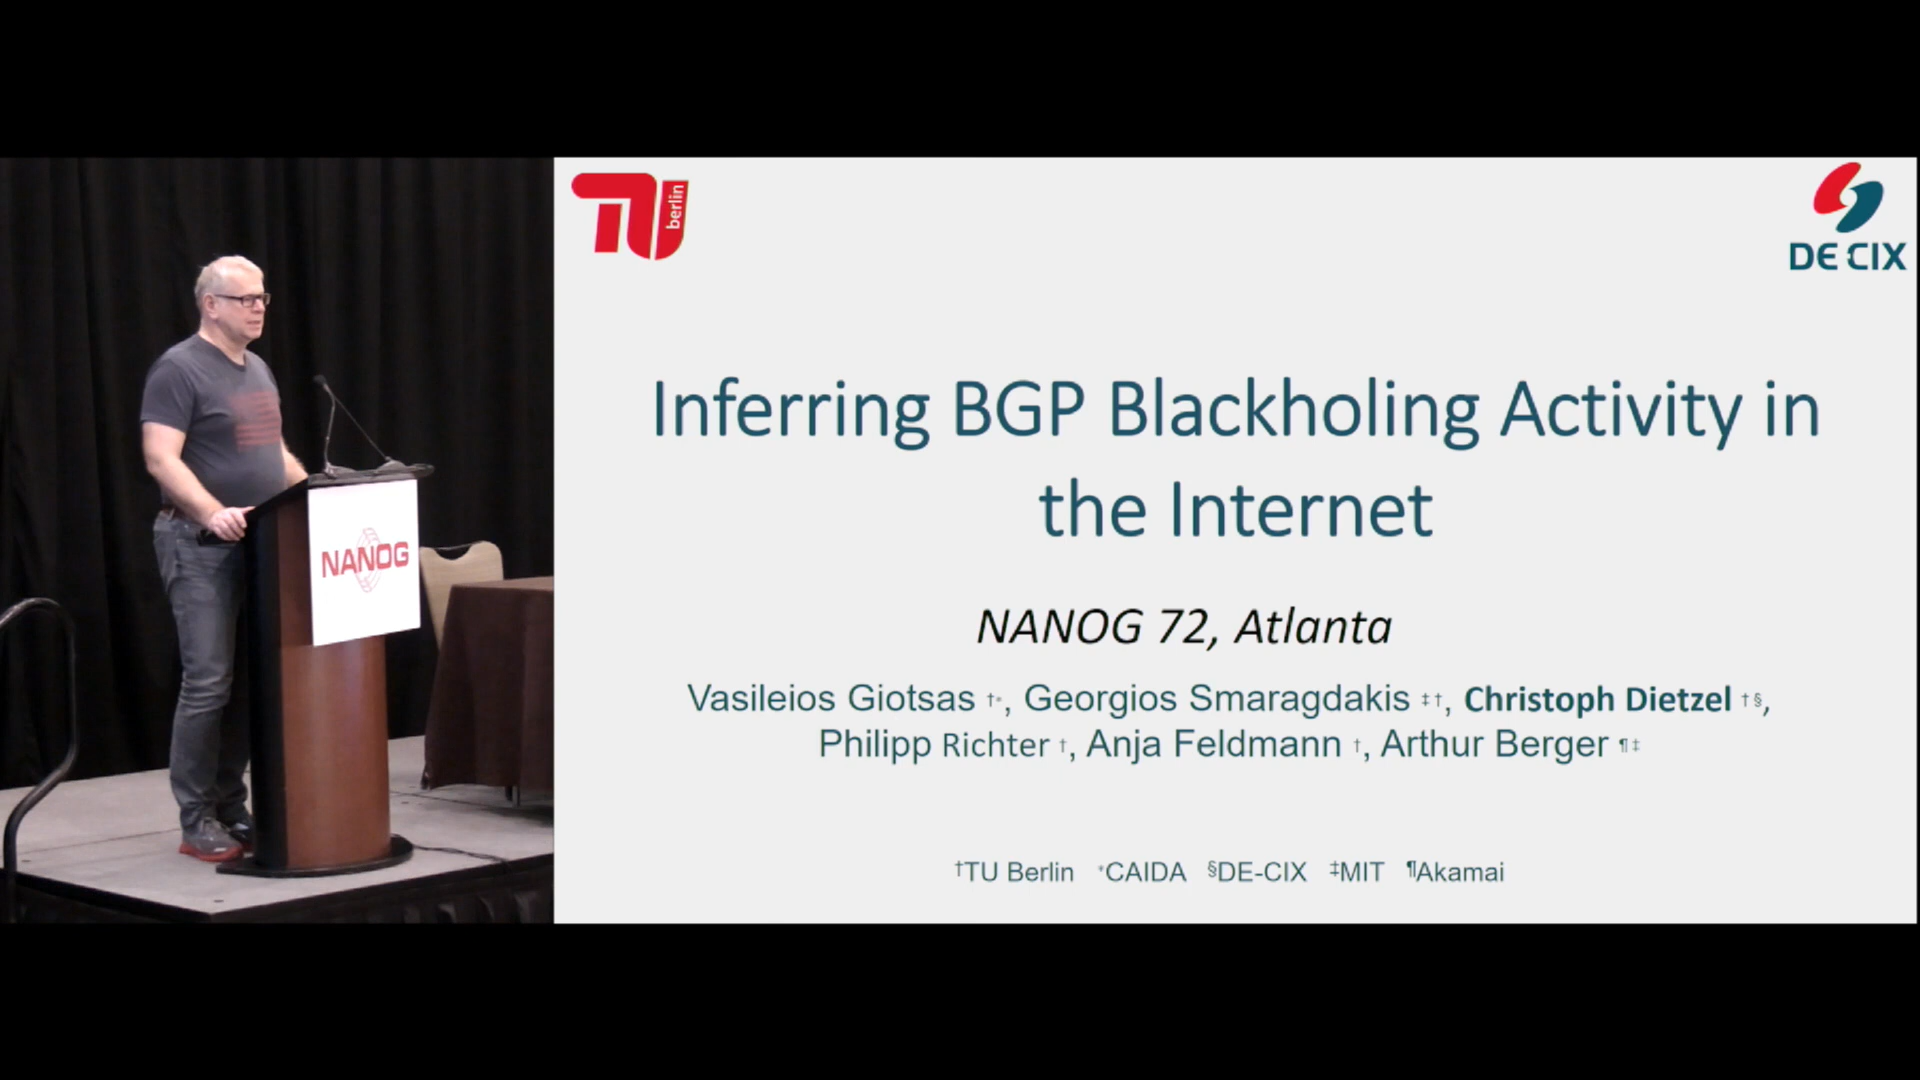 NANOG
TU
berlin
DE CIX
Inferring BGP Blackholing Activity in
the Internet
NANOG 72, Atlanta
Vasileios Giotsas †*, Georgios Smaragdakis ‡†, Christoph Dietzel †§,
Philipp Richter †, Anja Feldmann †, Arthur Berger ¶‡
†TU Berlin *CAIDA §DE-CIX ‡MIT ¶Akamai